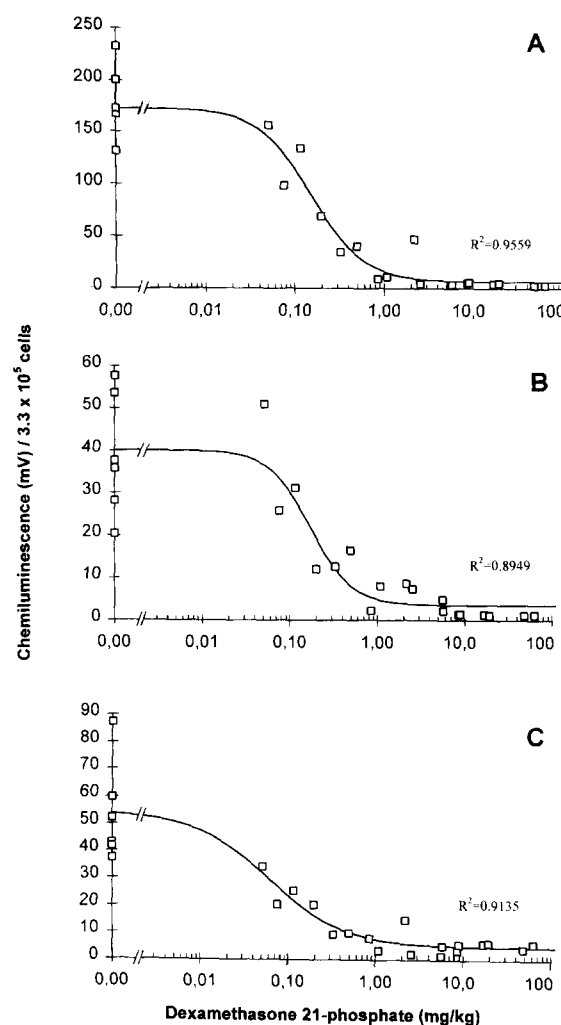 A
250
200
150
100
50
0
R²=0.9559
0,00 0,01 0,10 1,00 10,0 100
B
60
50
40
30
20
10
0
R²=0.8949
0,00 0,01 0,10 1,00 10,0 100
Chemiluminescence (mV) / 3.3 x 10⁵ cells
C
90
80
70
60
50
40
30
20
10
0
R²=0.9135
0,00 0,01 0,10 1,00 10,0 100
Dexamethasone 21-phosphate (mg/kg)